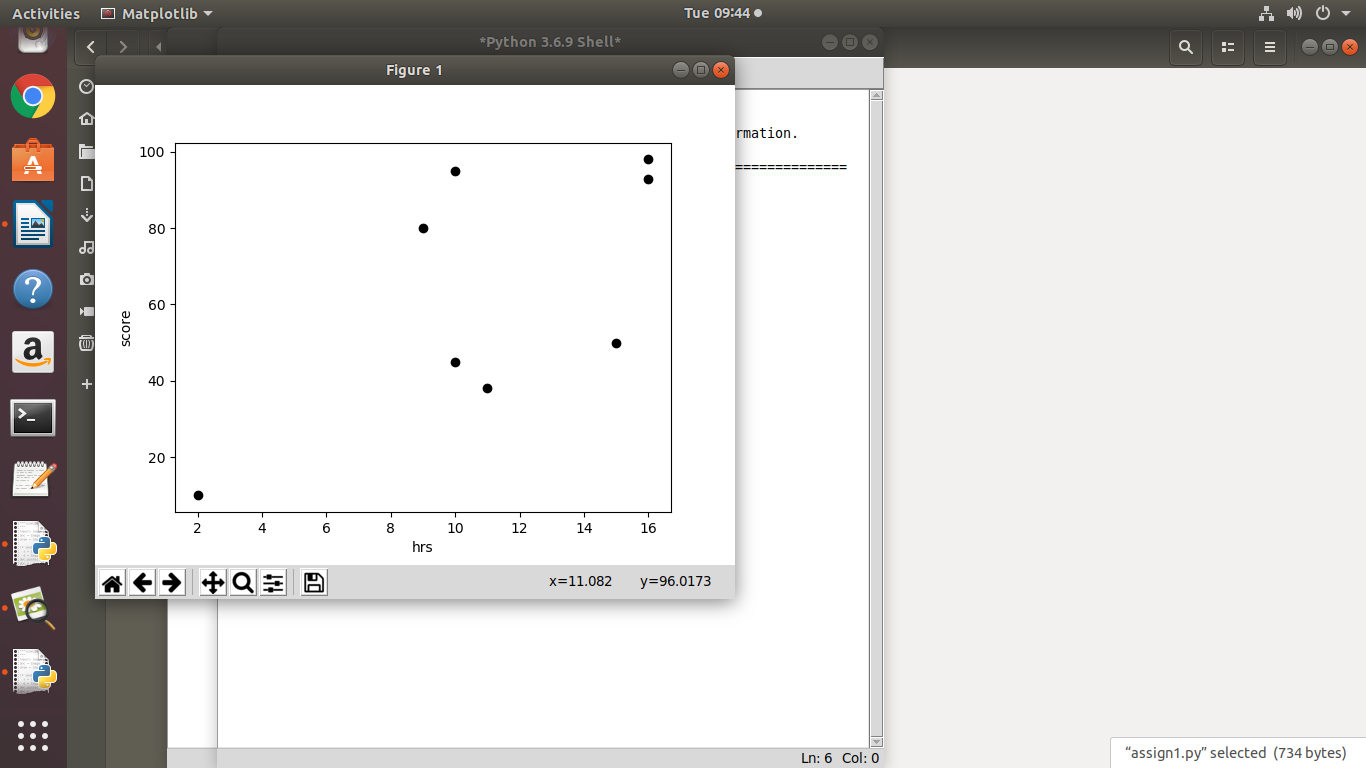 Activities Matplotlib Tue 09:44
*Python 3.6.9 Shell*
Figure 1
rmation.
==============
100
80
60
40
20
score
2 4 6 8 10 12 14 16
hrs
x=11.082 y=96.0173
Ln: 6 Col: 0
“assign1.py” selected (734 bytes)